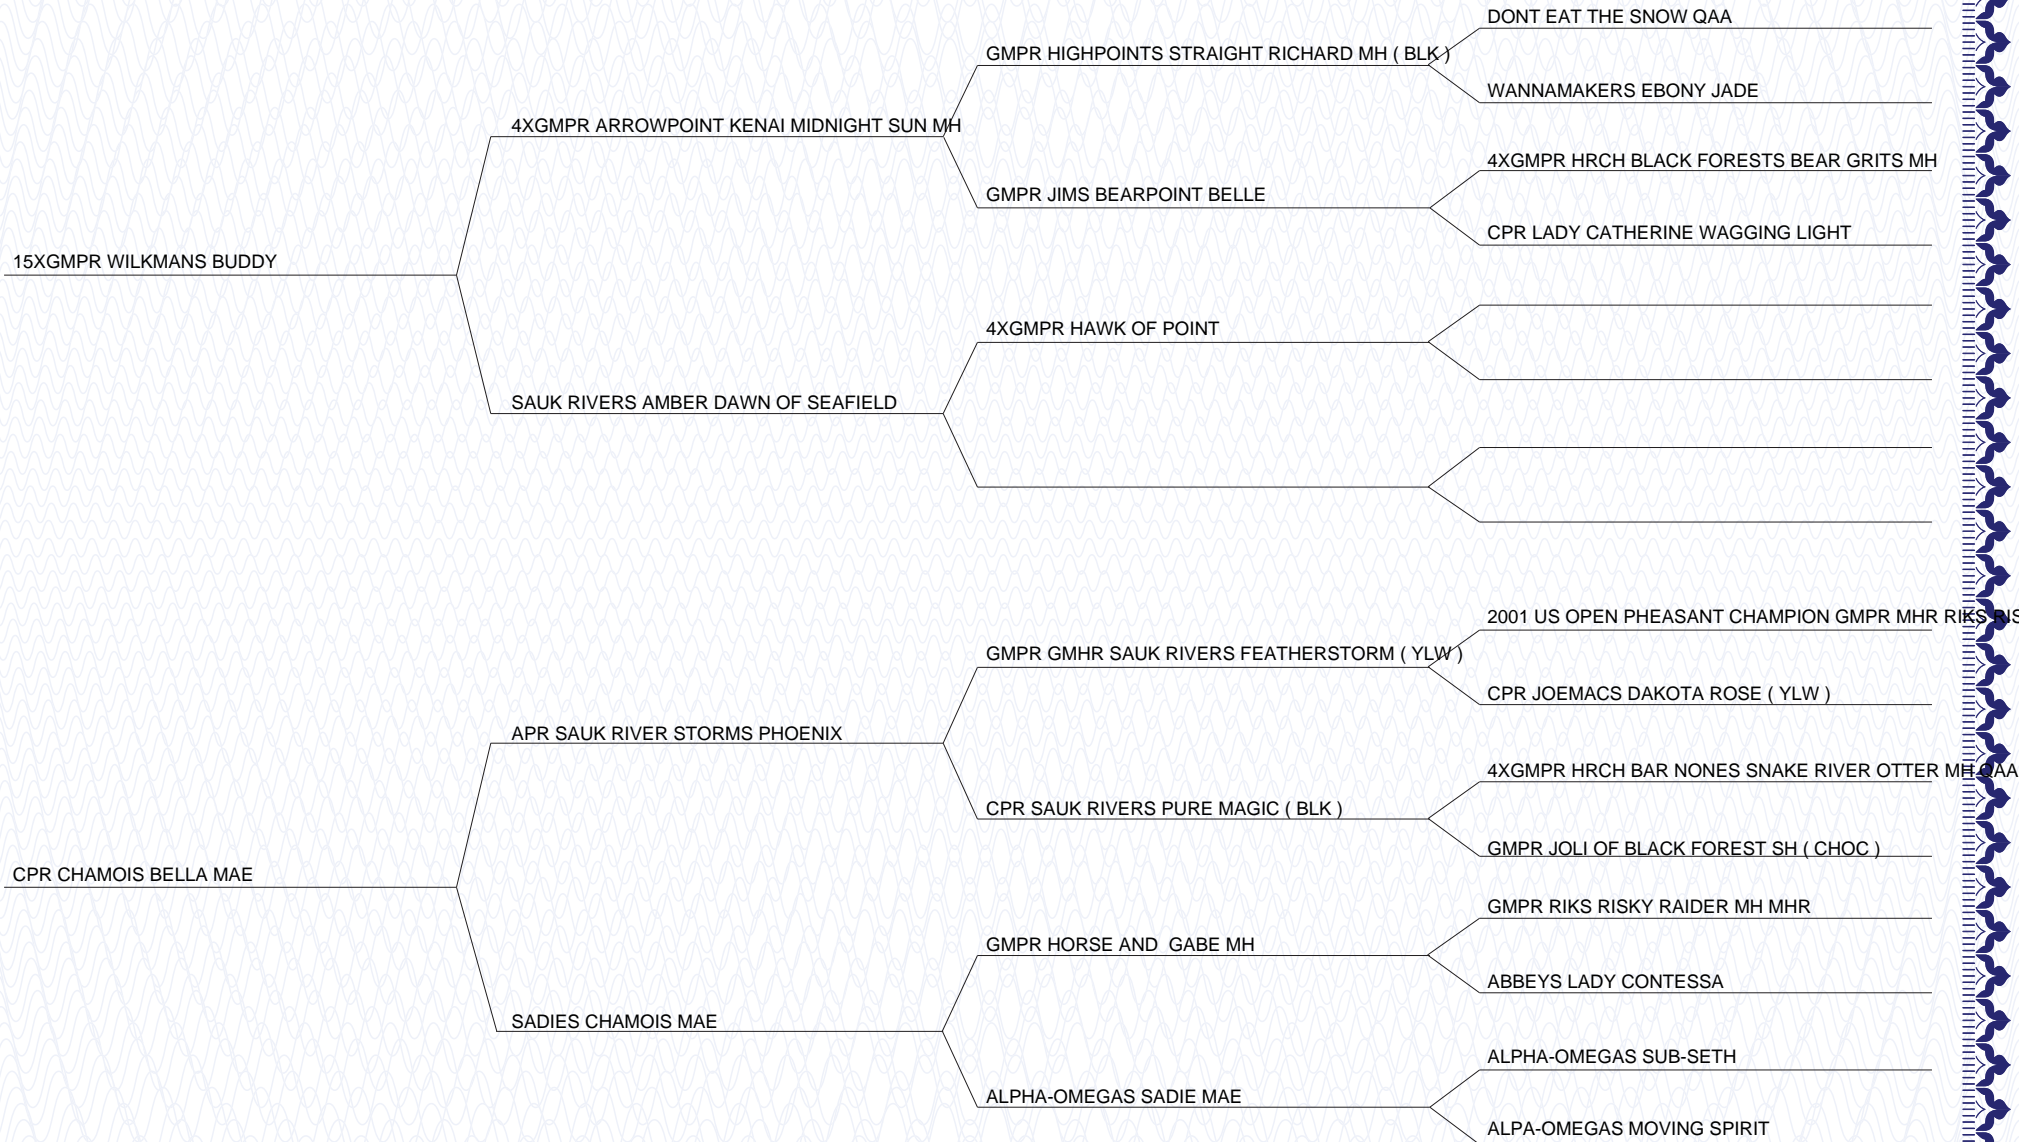 DONT EAT THE SNOW QAA
GMPR HIGHPOINTS STRAIGHT RICHARD MH ( BLK )
WANNAMAKERS EBONY JADE
4XGMPR ARROWPOINT KENAI MIDNIGHT SUN MH
4XGMPR HRCH BLACK FORESTS BEAR GRITS MH
GMPR JIMS BEARPOINT BELLE
CPR LADY CATHERINE WAGGING LIGHT
15XGMPR WILKMANS BUDDY
4XGMPR HAWK OF POINT
SAUK RIVERS AMBER DAWN OF SEAFIELD
2001 US OPEN PHEASANT CHAMPION GMPR MHR RIKS RIS
GMPR GMHR SAUK RIVERS FEATHERSTORM ( YLW )
CPR JOEMACS DAKOTA ROSE ( YLW )
APR SAUK RIVER STORMS PHOENIX
4XGMPR HRCH BAR NONES SNAKE RIVER OTTER MH QAA
CPR SAUK RIVERS PURE MAGIC ( BLK )
GMPR JOLI OF BLACK FOREST SH ( CHOC )
CPR CHAMOIS BELLA MAE
GMPR RIKS RISKY RAIDER MH MHR
GMPR HORSE AND  GABE MH
ABBEYS LADY CONTESSA
SADIES CHAMOIS MAE
ALPHA-OMEGAS SUB-SETH
ALPHA-OMEGAS SADIE MAE
ALPA-OMEGAS MOVING SPIRIT